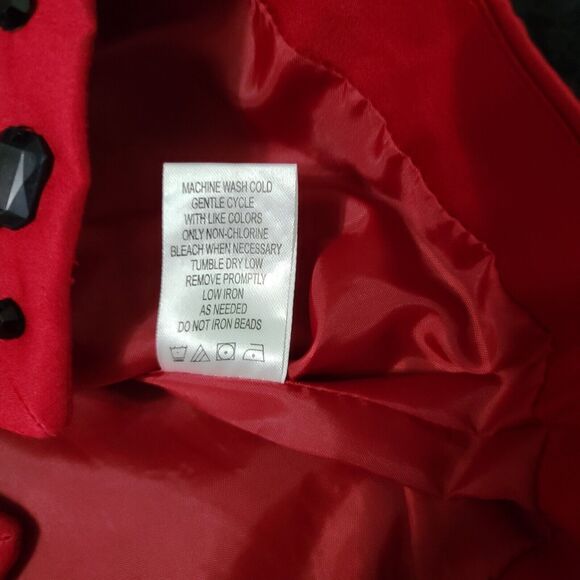 MACHINE WASH COLD
GENTLE CYCLE
WITH LIKE COLORS
ONLY NON-CHLORINE
BLEACH WHEN NECESSARY
TUMBLE DRY LOW
REMOVE PROMPTLY
LOW IRON
AS NEEDED
DO NOT IRON BEADS